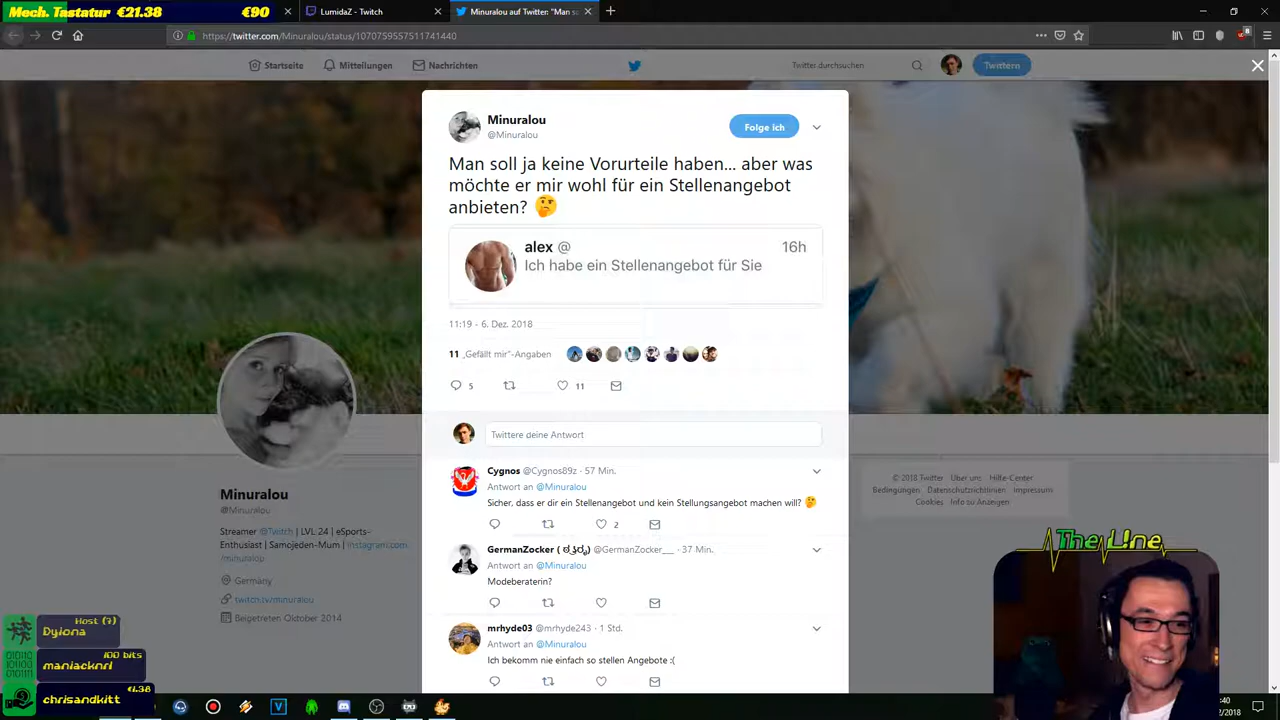 Mech. Tastatur €21.38 €90
LumidaZ - Twitch
Minuralou auf Twitter: "Man so
https://twitter.com/Minuralou/status/1070759557511741440
Startseite
Mitteilungen
Nachrichten
Twitter durchsuchen
Twittern
Minuralou
@Minuralou
Folge ich
Man soll ja keine Vorurteile haben... aber was
möchte er mir wohl für ein Stellenangebot
anbieten? 🤔
alex @
16h
Ich habe ein Stellenangebot für Sie
11:19 - 6. Dez. 2018
11 „Gefällt mir“-Angaben
5
11
Twittere deine Antwort
Cygnos @Cygnos89z · 57 Min.
Antwort an @Minuralou
Sicher, dass er dir ein Stellenangebot und kein Stellungsangebot machen will? 🤔
2
GermanZocker @GermanZocker__ · 37 Min.
Antwort an @Minuralou
Modeberaterin?
mrhyde03 @mrhyde243 · 1 Std.
Antwort an @Minuralou
Ich bekomm nie einfach so stellen Angebote :(
Minuralou
@Minuralou
Streamer @Twitch | LVL 24 | eSports-
Enthusiast | Samojeden-Mum | instagram.com
/minuralou
Germany
twitch.tv/minuralou
Beigetreten Oktober 2014
© 2018 Twitter Über uns Hilfe-Center
Bedingungen Datenschutzrichtlinien Impressum
Cookies Info zu Anzeigen
The Line
Host (7)
Dylona
100 bits
maniacknrl
€1.38
chrisandkitt
:40
2/2018